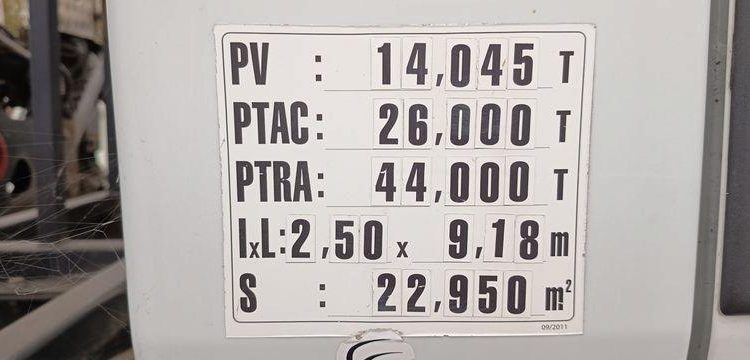 PV : 14,045 T
PTAC: 26,000 T
PTRA: 44,000 T
IxL: 2,50 x 9,18 m
S : 22,950 m²
09/2011